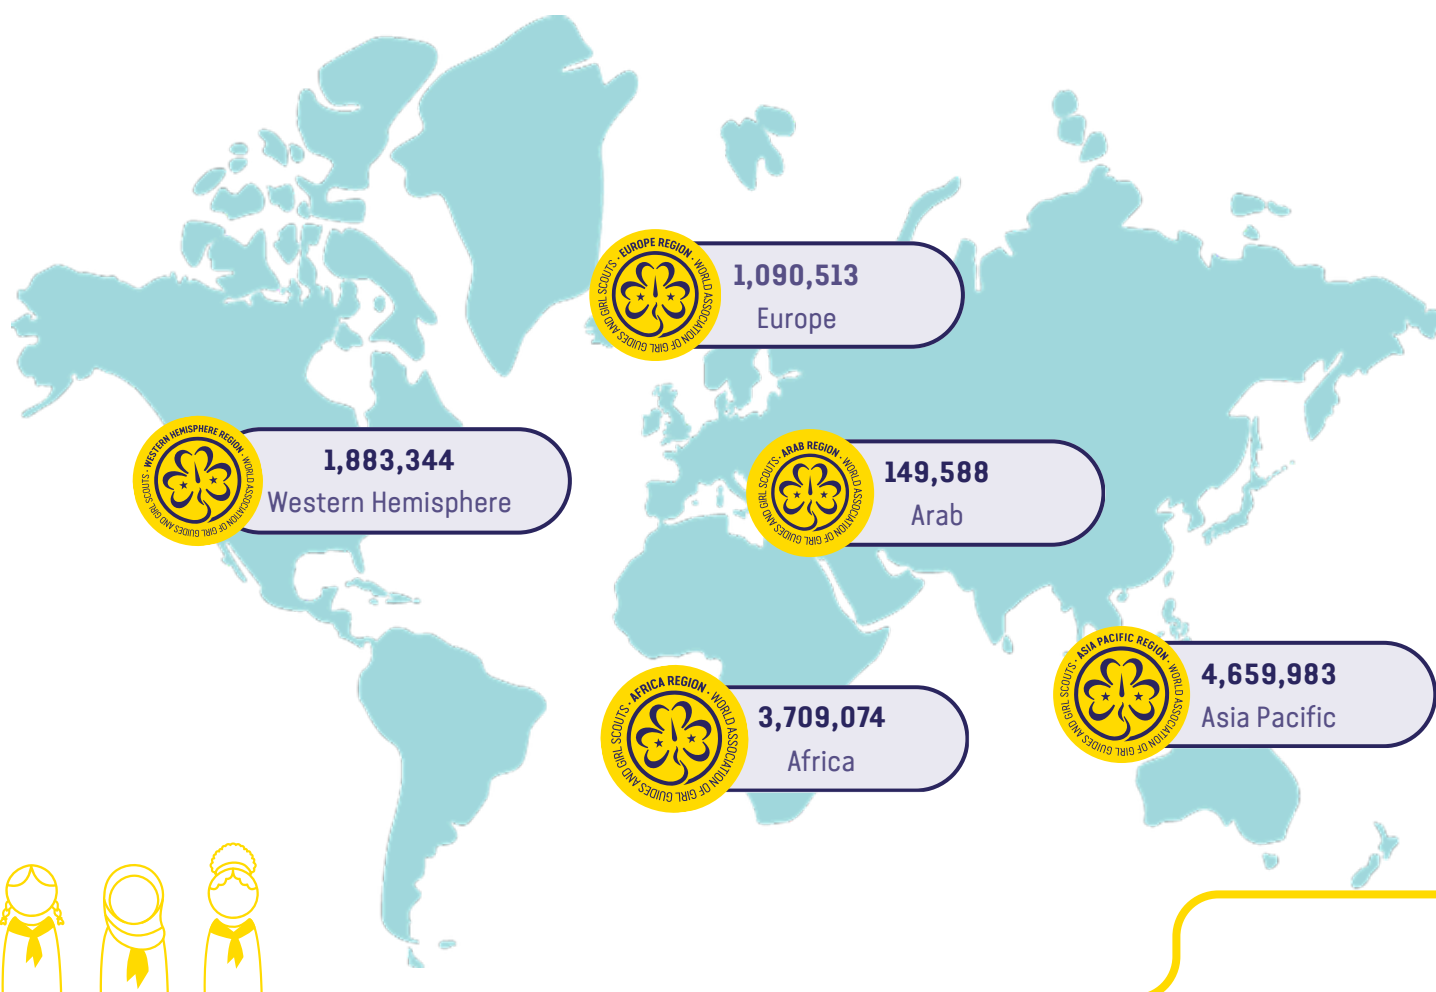 EUROPE REGION · WORLD ASSOCIATION OF GIRL GUIDES AND GIRL SCOUTS ·
1,090,513
Europe
WESTERN HEMISPHERE REGION · WORLD ASSOCIATION OF GIRL GUIDES AND GIRL SCOUTS ·
1,883,344
Western Hemisphere
ARAB REGION · WORLD ASSOCIATION OF GIRL GUIDES AND GIRL SCOUTS ·
149,588
Arab
ASIA PACIFIC REGION · WORLD ASSOCIATION OF GIRL GUIDES AND GIRL SCOUTS ·
4,659,983
Asia Pacific
AFRICA REGION · WORLD ASSOCIATION OF GIRL GUIDES AND GIRL SCOUTS ·
3,709,074
Africa